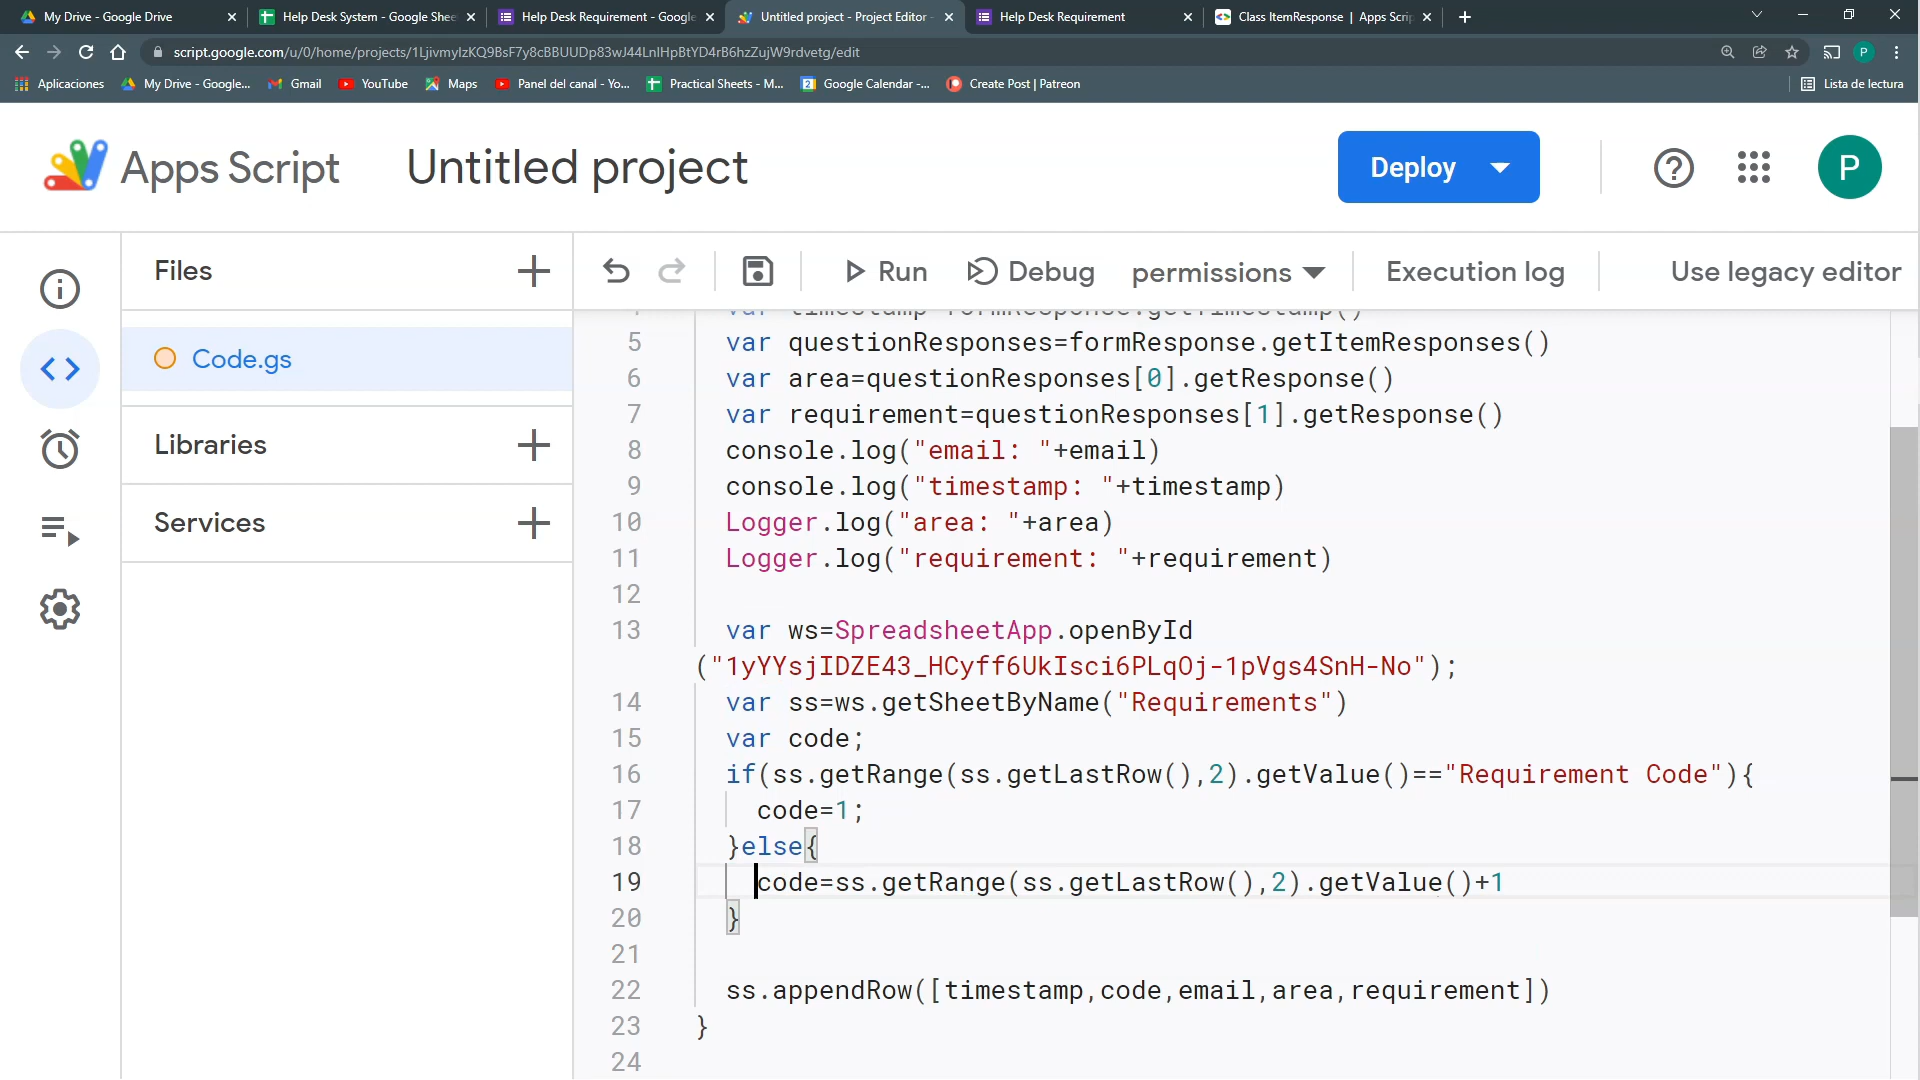 My Drive - Google Drive
Help Desk System - Google Shee
Help Desk Requirement - Google
Untitled project - Project Editor -
Help Desk Requirement
Class ItemResponse | Apps Scrip
script.google.com/u/0/home/projects/1LjivmyIzKQ9BsF7y8cBBUUDp83wJ44LnIHpBtYD4rB6hzZujW9rdvetg/edit
P
Aplicaciones
My Drive - Google...
Gmail
YouTube
Maps
Panel del canal - Yo...
Practical Sheets - M...
Google Calendar -...
Create Post | Patreon
Lista de lectura
Apps Script
Untitled project
Deploy
P
Files
Run
Debug
permissions
Execution log
Use legacy editor
Code.gs
Libraries
Services
var timestamp=formResponse.getTimestamp()
5 var questionResponses=formResponse.getItemResponses()
6 var area=questionResponses[0].getResponse()
7 var requirement=questionResponses[1].getResponse()
8 console.log("email: "+email)
9 console.log("timestamp: "+timestamp)
10 Logger.log("area: "+area)
11 Logger.log("requirement: "+requirement)
12
13 var ws=SpreadsheetApp.openById
("1yYYsjIDZE43_HCyff6UkIsci6PLqOj-1pVgs4SnH-No");
14 var ss=ws.getSheetByName("Requirements")
15 var code;
16 if(ss.getRange(ss.getLastRow(),2).getValue()=="Requirement Code"){
17 code=1;
18 }else{
19 code=ss.getRange(ss.getLastRow(),2).getValue()+1
20 }
21
22 ss.appendRow([timestamp,code,email,area,requirement])
23 }
24